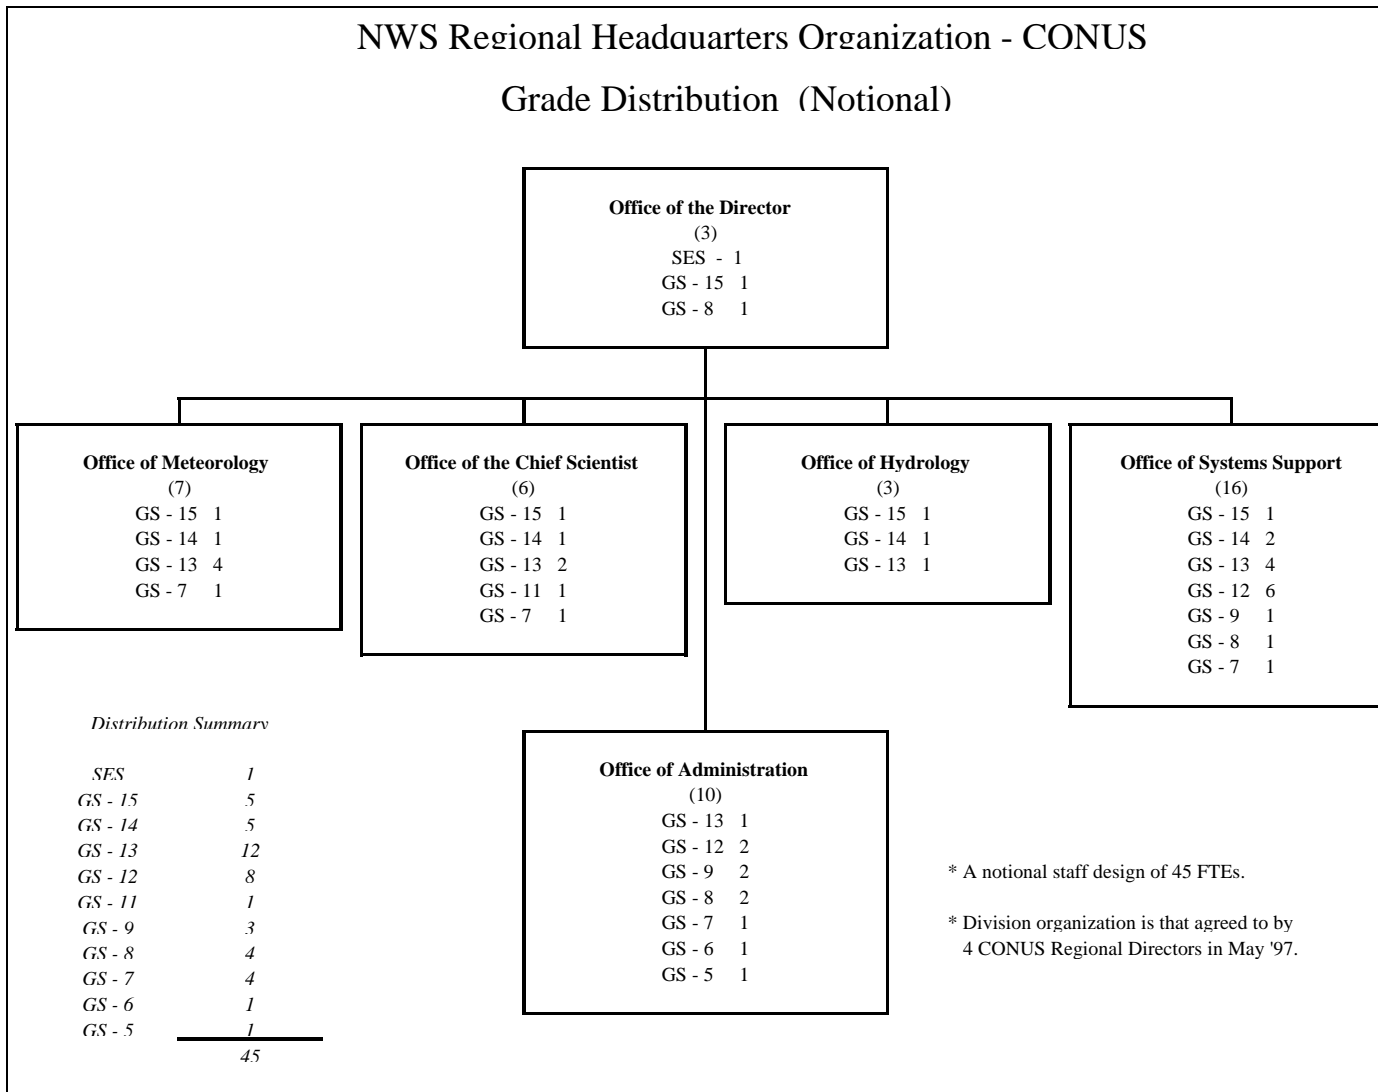 NWS Regional Headquarters Organization - CONUS
Grade Distribution (Notional)
Office of the Director
(3)
SES - 1
GS - 15 1
GS - 8 1
Office of Meteorology
(7)
GS - 15 1
GS - 14 1
GS - 13 4
GS - 7 1
Office of the Chief Scientist
(6)
GS - 15 1
GS - 14 1
GS - 13 2
GS - 11 1
GS - 7 1
Office of Hydrology
(3)
GS - 15 1
GS - 14 1
GS - 13 1
Office of Systems Support
(16)
GS - 15 1
GS - 14 2
GS - 13 4
GS - 12 6
GS - 9 1
GS - 8 1
GS - 7 1
Distribution Summary
SES 1
GS - 15 5
GS - 14 5
GS - 13 12
GS - 12 8
GS - 11 1
GS - 9 3
GS - 8 4
GS - 7 4
GS - 6 1
GS - 5 1
45
Office of Administration
(10)
GS - 13 1
GS - 12 2
GS - 9 2
GS - 8 2
GS - 7 1
GS - 6 1
GS - 5 1
* A notional staff design of 45 FTEs.
* Division organization is that agreed to by
4 CONUS Regional Directors in May '97.